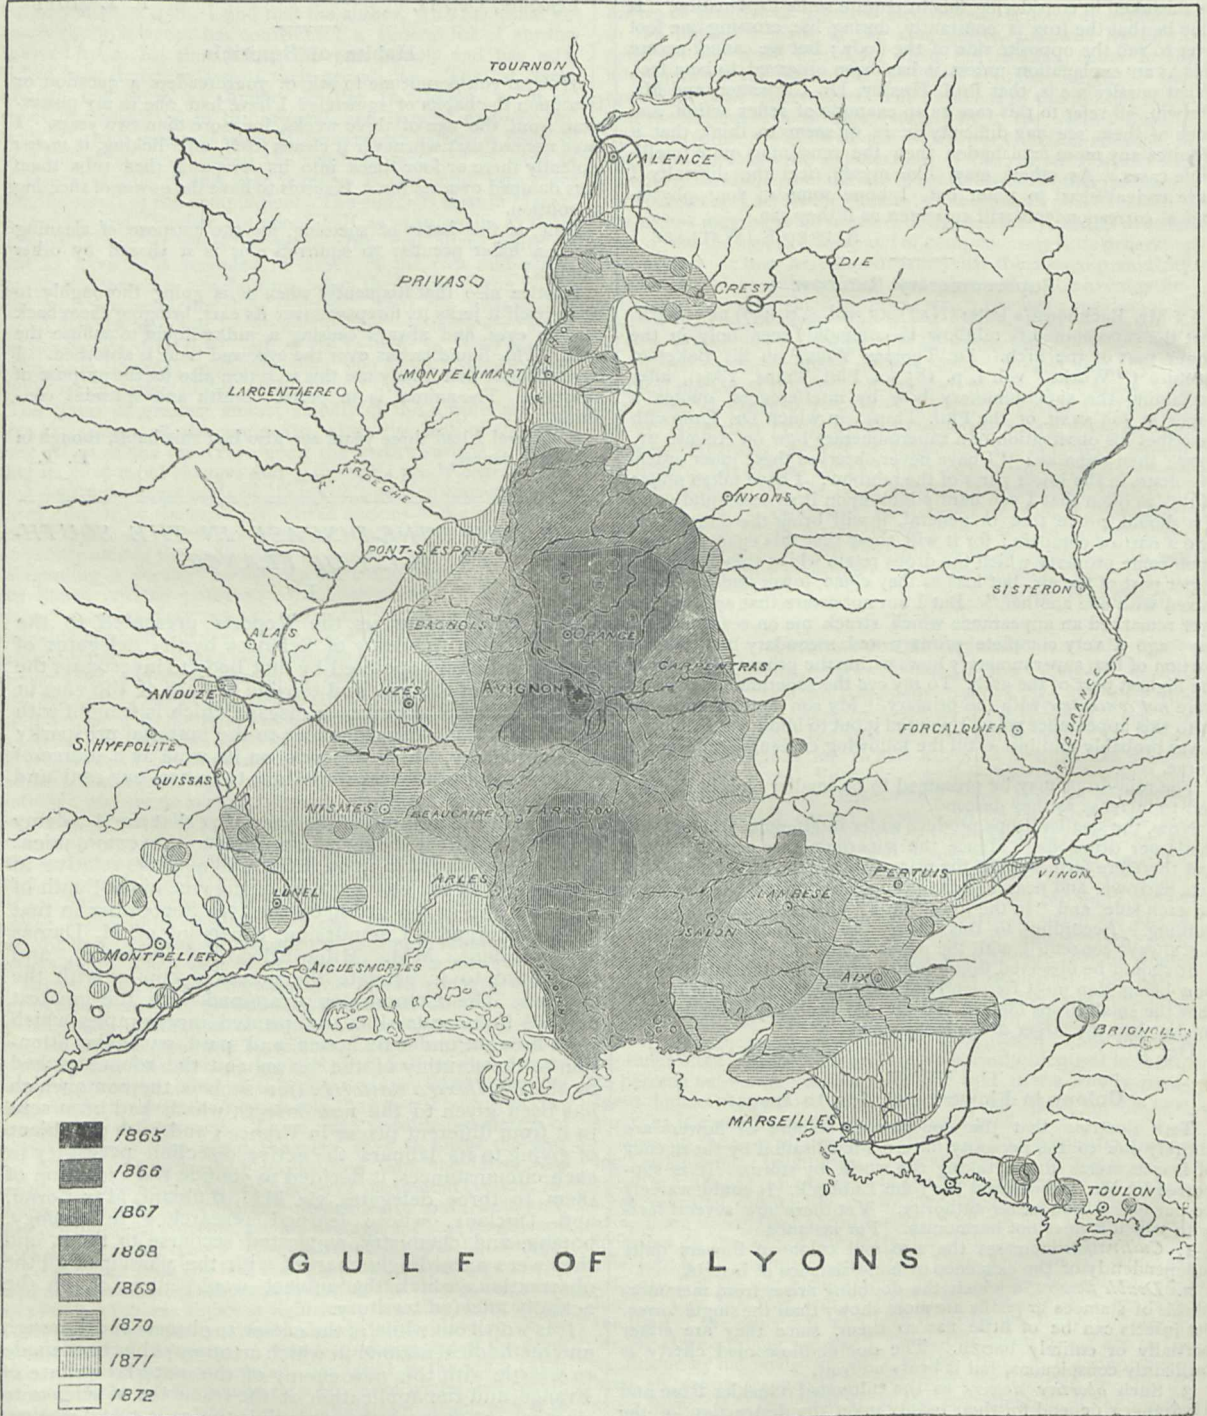 TOURNON
VALENCE
DIE
PRIVAS
CREST
MONTELIMART
LARGENTIERE
R. ARDECHE
NYONS
PONT-S. ESPRIT
SISTERON
BAGNOLS
ORANGE
ALAIS
CARPENTRAS
ANDUZE
UZÈS
AVIGNON
R. DURANCE
FORCALQUIER
S. HYPPOLITE
QUISSAS
NISMES
BEAUCAIRE
TARASCON
PERTUIS
VINON
ARLES
LUNEL
LAMBESE
SALON
MONTPELIER
AIGUESMORTES
AIX
BRIGNOLLES
MARSEILLES
TOULON
GULF OF LYONS
1865
1866
1867
1868
1869
1870
1871
1872